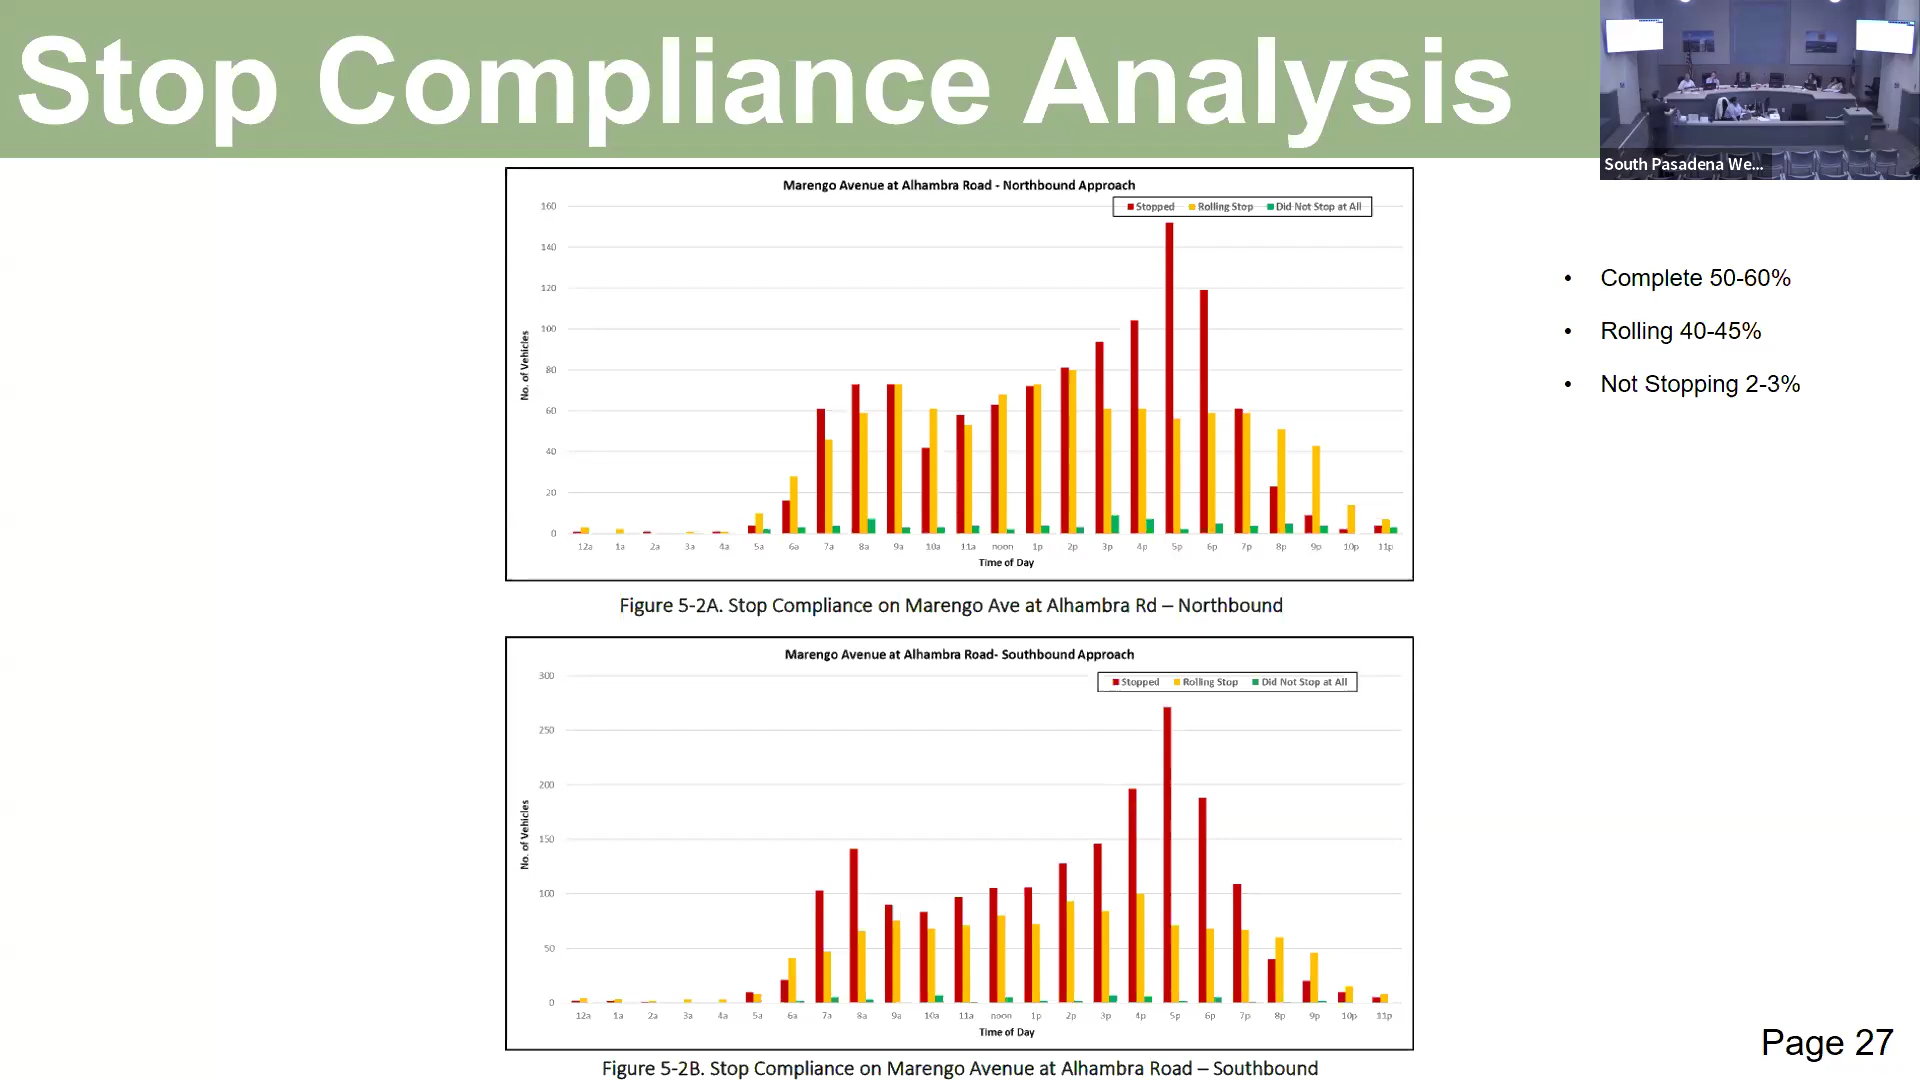 Stop Compliance Analysis
South Pasadena We...
Marengo Avenue at Alhambra Road - Northbound Approach
Stopped Rolling Stop Did Not Stop at All
160
140
120
100
80
60
40
20
0
No. of Vehicles
12a 1a 2a 3a 4a 5a 6a 7a 8a 9a 10a 11a noon 1p 2p 3p 4p 5p 6p 7p 8p 9p 10p 11p
Time of Day
Figure 5-2A. Stop Compliance on Marengo Ave at Alhambra Rd – Northbound
• Complete 50-60%
• Rolling 40-45%
• Not Stopping 2-3%
Marengo Avenue at Alhambra Road- Southbound Approach
Stopped Rolling Stop Did Not Stop at All
300
250
200
150
100
50
0
No. of Vehicles
12a 1a 2a 3a 4a 5a 6a 7a 8a 9a 10a 11a noon 1p 2p 3p 4p 5p 6p 7p 8p 9p 10p 11p
Time of Day
Figure 5-2B. Stop Compliance on Marengo Avenue at Alhambra Road – Southbound
Page 27